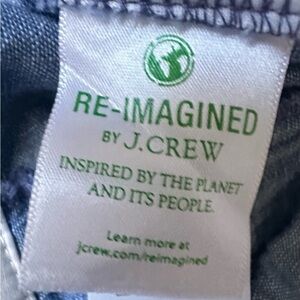 RE-IMAGINED
BY J.CREW
INSPIRED BY THE PLANET
AND ITS PEOPLE.
Learn more at
jcrew.com/reimagined